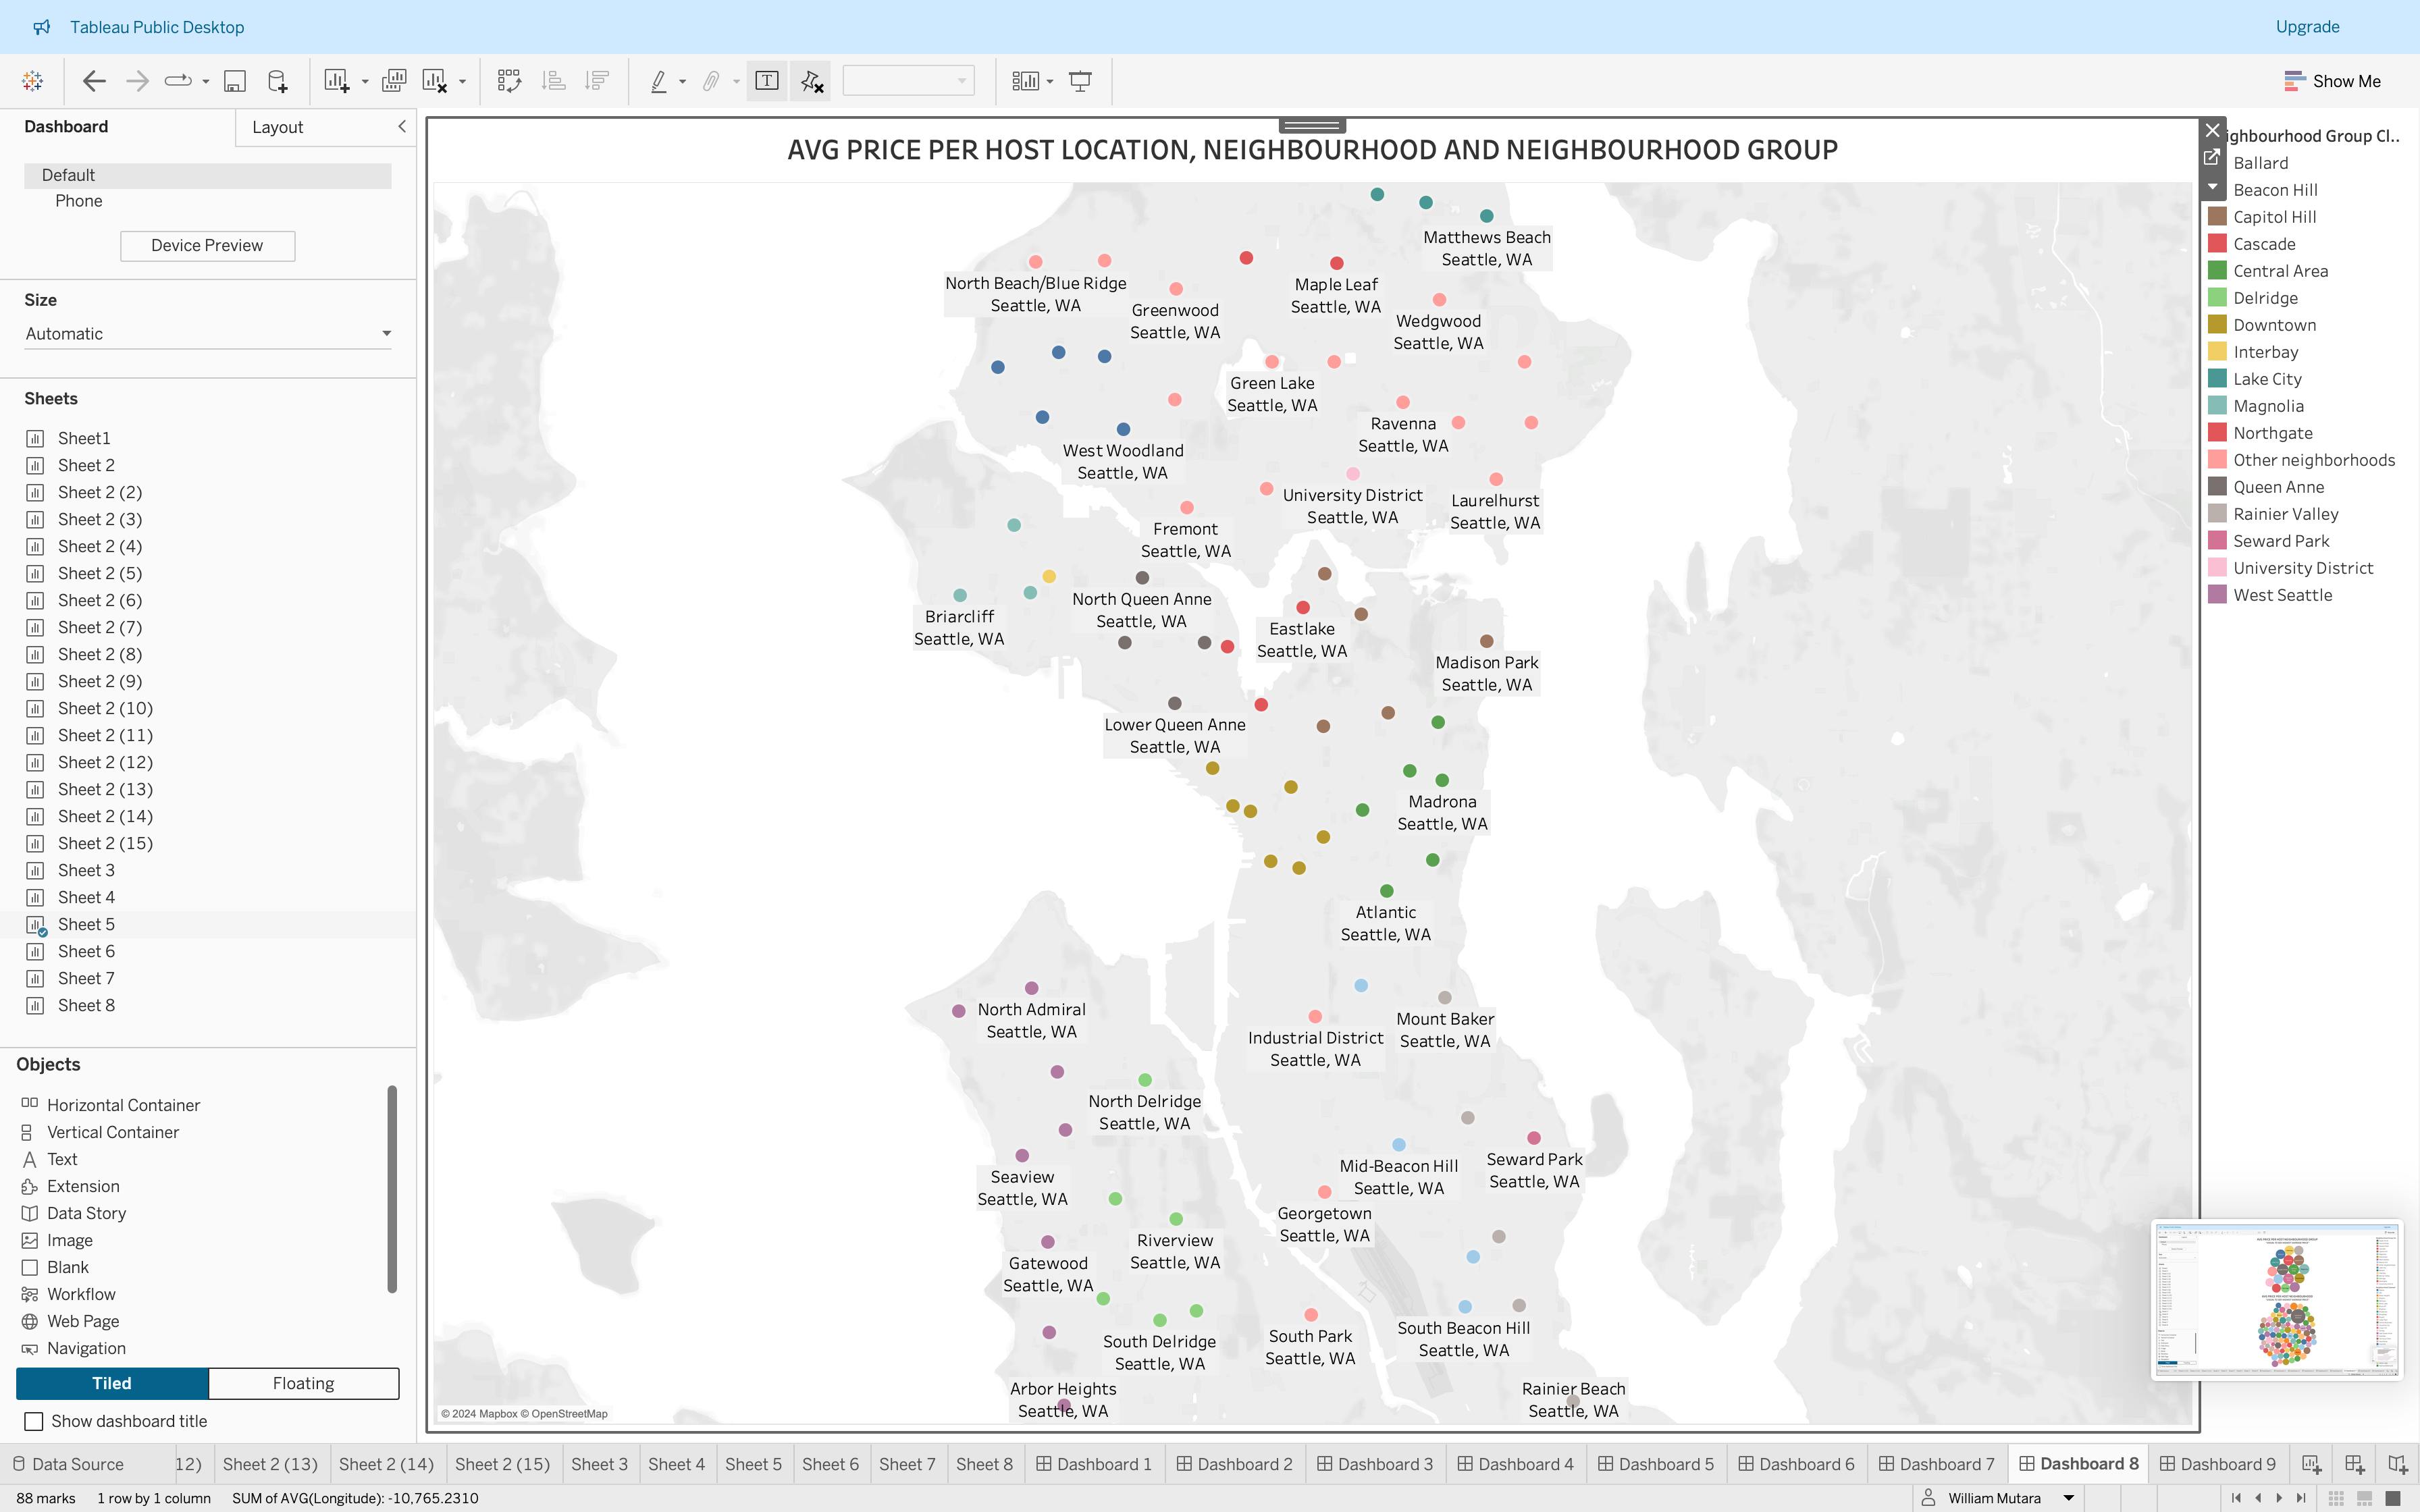 Tableau Public Desktop
Upgrade
Show Me
Dashboard
Layout
Default
Phone
Device Preview
Size
Automatic
Sheets
Sheet1
Sheet 2
Sheet 2 (2)
Sheet 2 (3)
Sheet 2 (4)
Sheet 2 (5)
Sheet 2 (6)
Sheet 2 (7)
Sheet 2 (8)
Sheet 2 (9)
Sheet 2 (10)
Sheet 2 (11)
Sheet 2 (12)
Sheet 2 (13)
Sheet 2 (14)
Sheet 2 (15)
Sheet 3
Sheet 4
Sheet 5
Sheet 6
Sheet 7
Sheet 8
Objects
Horizontal Container
Vertical Container
Text
Extension
Data Story
Image
Blank
Workflow
Web Page
Navigation
Tiled
Floating
Show dashboard title
AVG PRICE PER HOST LOCATION, NEIGHBOURHOOD AND NEIGHBOURHOOD GROUP
Matthews Beach
Seattle, WA
North Beach/Blue Ridge
Seattle, WA
Greenwood
Seattle, WA
Maple Leaf
Seattle, WA
Wedgwood
Seattle, WA
Green Lake
Seattle, WA
Ravenna
Seattle, WA
West Woodland
Seattle, WA
University District
Seattle, WA
Laurelhurst
Seattle, WA
Fremont
Seattle, WA
North Queen Anne
Seattle, WA
Briarcliff
Seattle, WA
Eastlake
Seattle, WA
Madison Park
Seattle, WA
Lower Queen Anne
Seattle, WA
Madrona
Seattle, WA
Atlantic
Seattle, WA
North Admiral
Seattle, WA
Industrial District
Seattle, WA
Mount Baker
Seattle, WA
North Delridge
Seattle, WA
Mid-Beacon Hill
Seattle, WA
Seward Park
Seattle, WA
Seaview
Seattle, WA
Georgetown
Seattle, WA
Riverview
Seattle, WA
Gatewood
Seattle, WA
South Delridge
Seattle, WA
South Park
Seattle, WA
South Beacon Hill
Seattle, WA
Arbor Heights
Seattle, WA
Rainier Beach
Seattle, WA
© 2024 Mapbox © OpenStreetMap
ighbourhood Group Cl..
Ballard
Beacon Hill
Capitol Hill
Cascade
Central Area
Delridge
Downtown
Interbay
Lake City
Magnolia
Northgate
Other neighborhoods
Queen Anne
Rainier Valley
Seward Park
University District
West Seattle
Data Source
12)
Sheet 2 (13)
Sheet 2 (14)
Sheet 2 (15)
Sheet 3
Sheet 4
Sheet 5
Sheet 6
Sheet 7
Sheet 8
Dashboard 1
Dashboard 2
Dashboard 3
Dashboard 4
Dashboard 5
Dashboard 6
Dashboard 7
Dashboard 8
Dashboard 9
88 marks
1 row by 1 column
SUM of AVG(Longitude): -10,765.2310
William Mutara